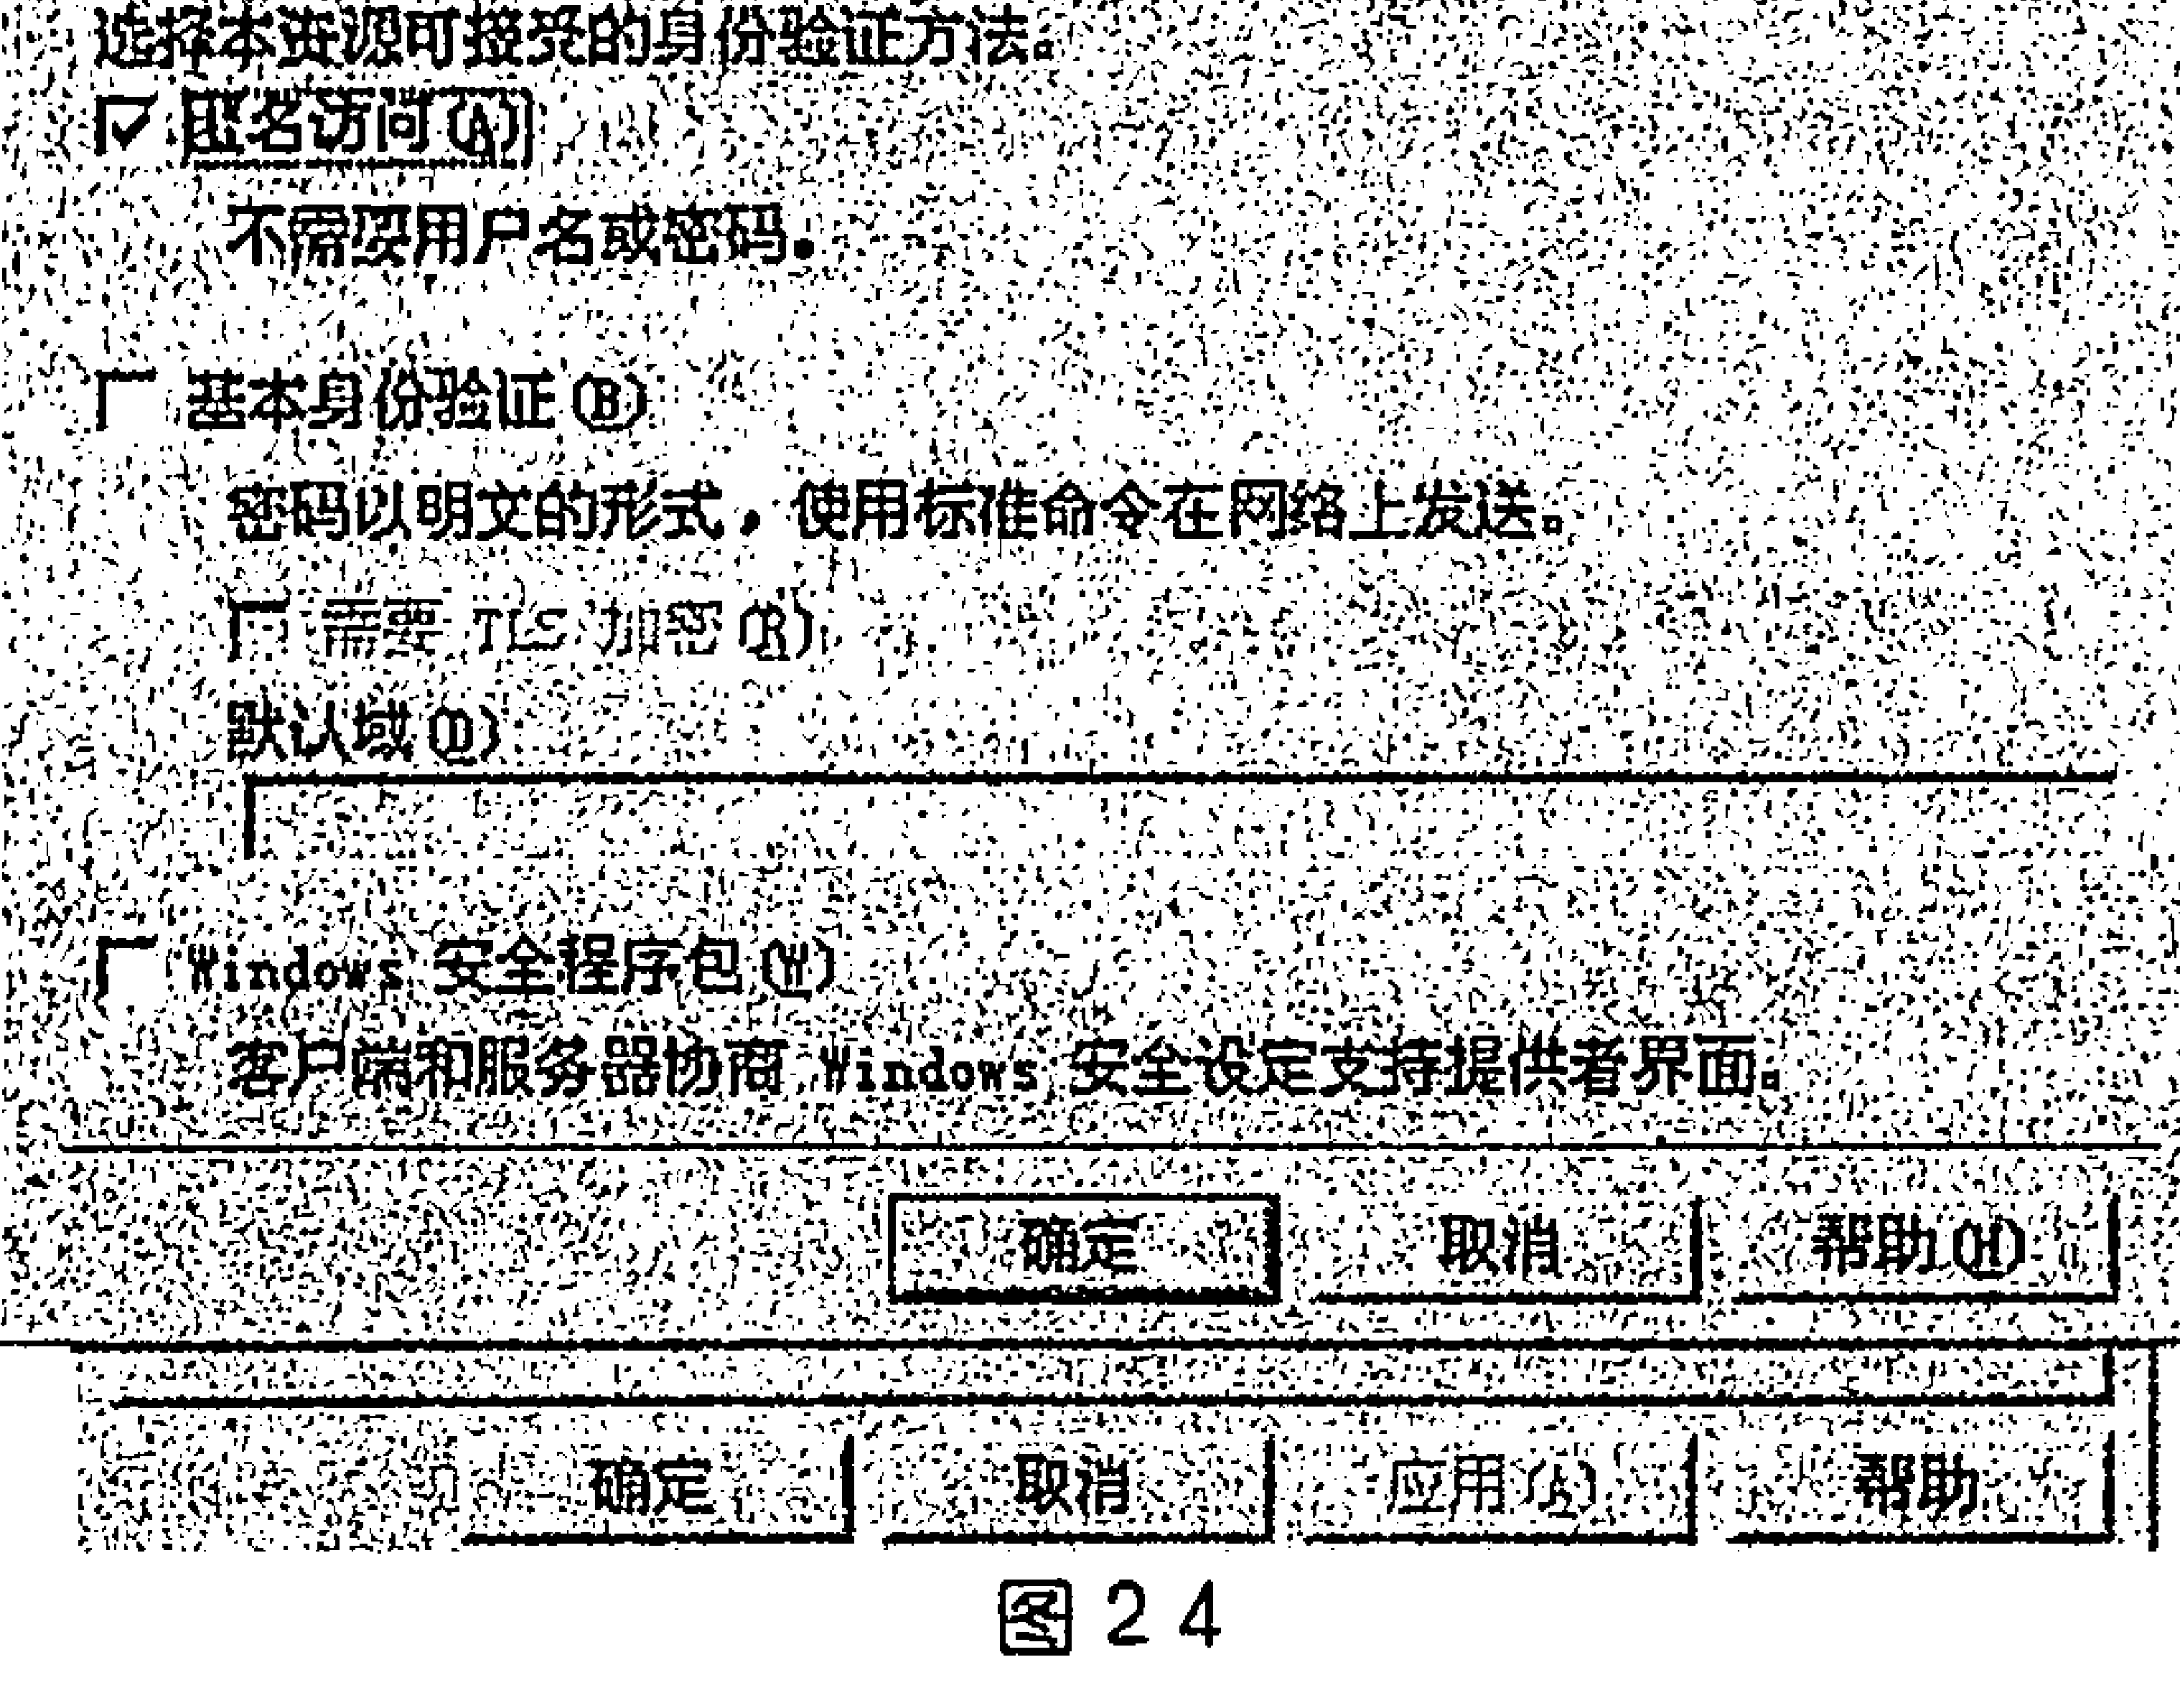 选择本资源可接受的身份验证方法。
匿名访问(A)
不需要用户名或密码.
基本身份验证(B)
密码以明文的形式，使用标准命令在网络上发送。
需要 TLS 加密(R)
默认域(D)
Windows 安全程序包(W)
客户端和服务器协商 Windows 安全设定支持提供者界面。
确定 取消 帮助(H)
确定 取消 应用(A) 帮助
图24